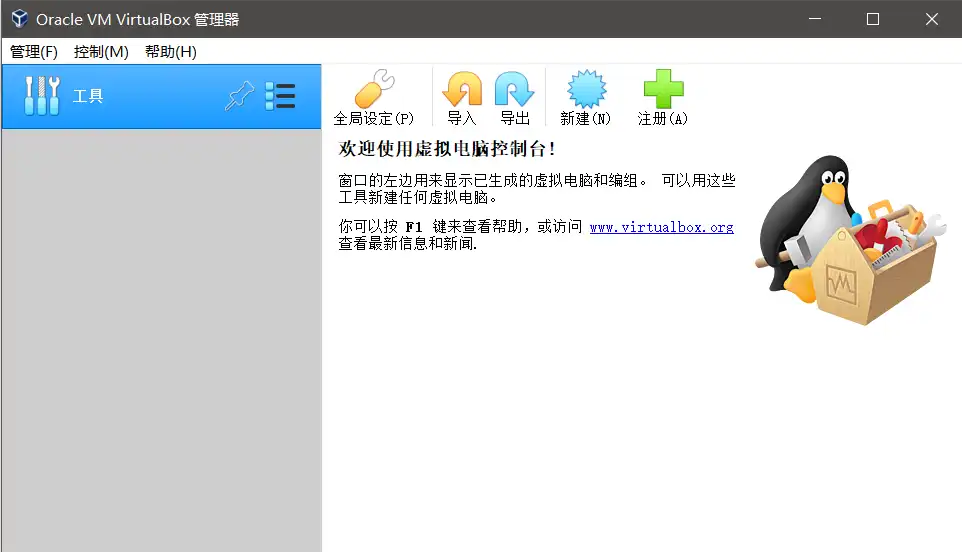 Oracle VM VirtualBox 管理器
管理(F) 控制(M) 帮助(H)
工具
全局设定(P) 导入 导出 新建(N) 注册(A)
欢迎使用虚拟电脑控制台!
窗口的左边用来显示已生成的虚拟电脑和编组。 可以用这些
工具新建任何虚拟电脑。
你可以按 F1 键来查看帮助，或访问 www.virtualbox.org
查看最新信息和新闻.